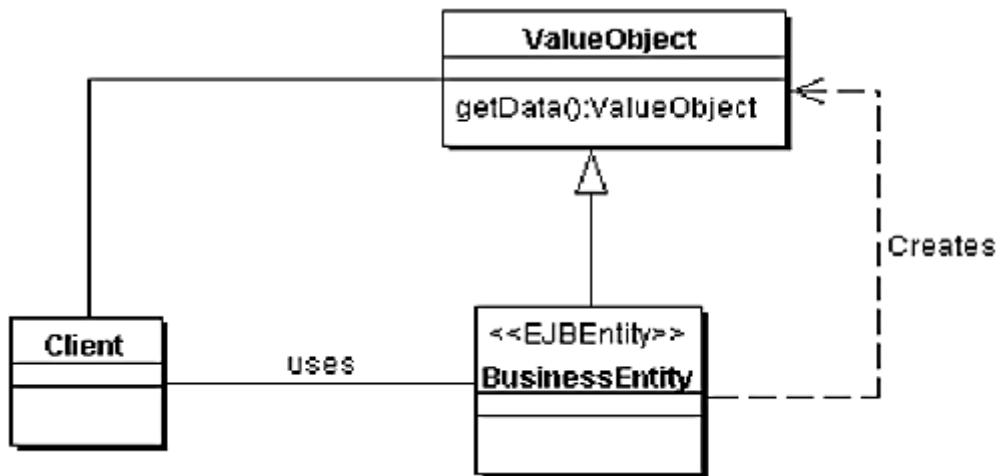 ValueObject
getData():ValueObject
Creates
<<EJBEntity>>
Client
uses
BusinessEntity